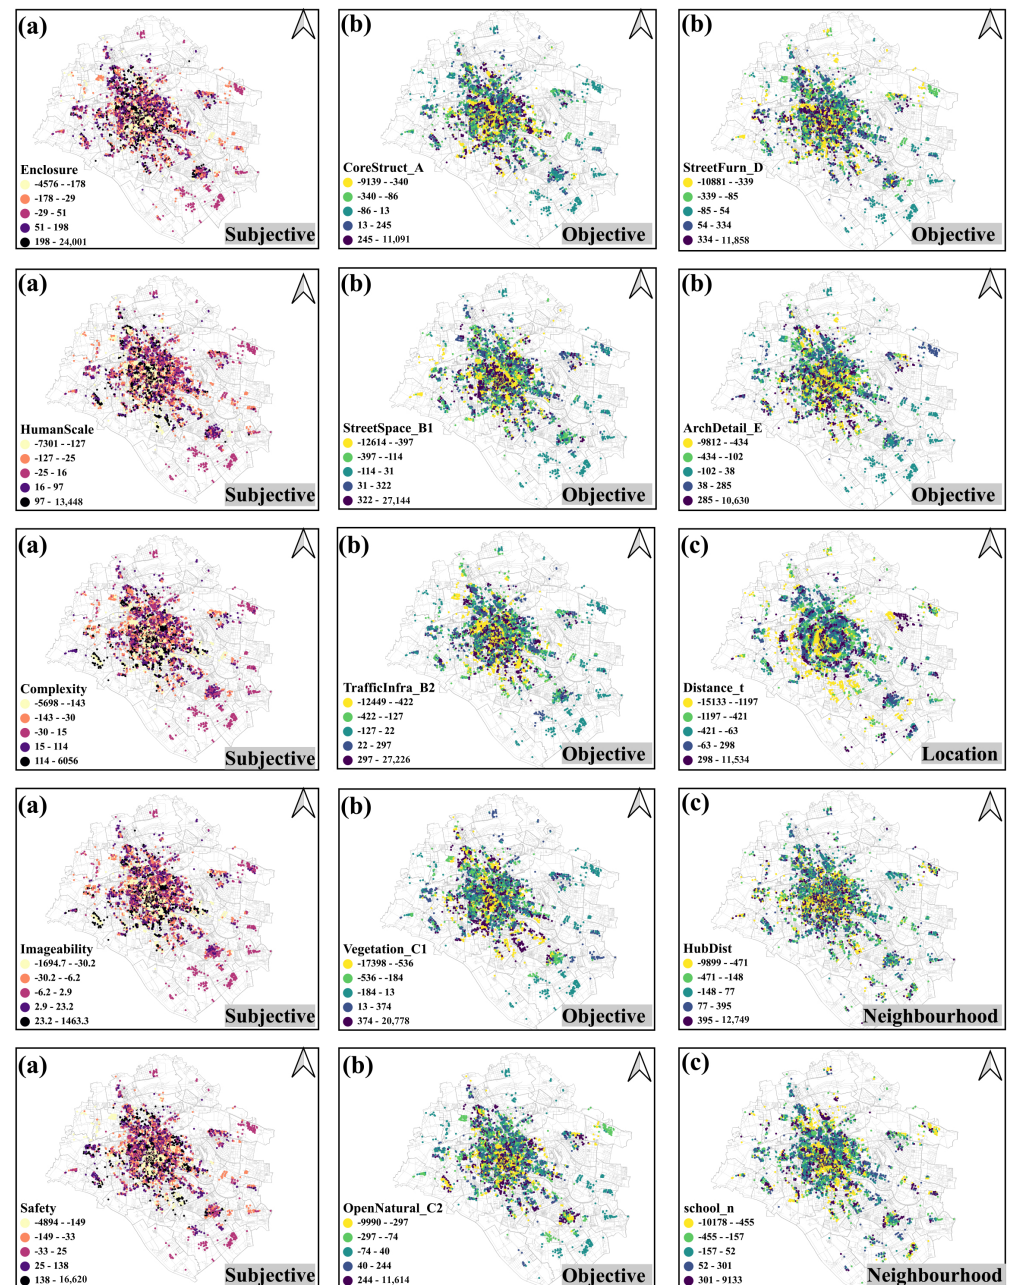 (a)
Enclosure
-4576 - -178
-178 - -29
-29 - 51
51 - 198
198 - 24,001
Subjective
(b)
CoreStruct_A
-9139 - -340
-340 - -86
-86 - 13
13 - 245
245 - 11,091
Objective
(b)
StreetFurn_D
-10881 - -339
-339 - -85
-85 - 54
54 - 334
334 - 11,858
Objective
(a)
HumanScale
-7301 - -127
-127 - -25
-25 - 16
16 - 97
97 - 13,448
Subjective
(b)
StreetSpace_B1
-12614 - -397
-397 - -114
-114 - 31
31 - 322
322 - 27,144
Objective
(b)
ArchDetail_E
-9812 - -434
-434 - -102
-102 - 38
38 - 285
285 - 10,630
Objective
(a)
Complexity
-5698 - -143
-143 - -30
-30 - 15
15 - 114
114 - 6056
Subjective
(b)
TrafficInfra_B2
-12449 - -422
-422 - -127
-127 - 22
22 - 297
297 - 27,226
Objective
(c)
Distance_t
-15133 - -1197
-1197 - -421
-421 - -63
-63 - 298
298 - 11,534
Location
(a)
Imageability
-1694.7 - -30.2
-30.2 - -6.2
-6.2 - 2.9
2.9 - 23.2
23.2 - 1463.3
Subjective
(b)
Vegetation_C1
-17398 - -536
-536 - -184
-184 - 13
13 - 374
374 - 20,778
Objective
(c)
HubDist
-9899 - -471
-471 - -148
-148 - 77
77 - 395
395 - 12,749
Neighbourhood
(a)
Safety
-4894 - -149
-149 - -33
-33 - 25
25 - 138
138 - 16,620
Subjective
(b)
OpenNatural_C2
-9990 - -297
-297 - -74
-74 - 40
40 - 244
244 - 11,614
Objective
(c)
school_n
-10178 - -455
-455 - -157
-157 - 52
52 - 301
301 - 9133
Neighbourhood